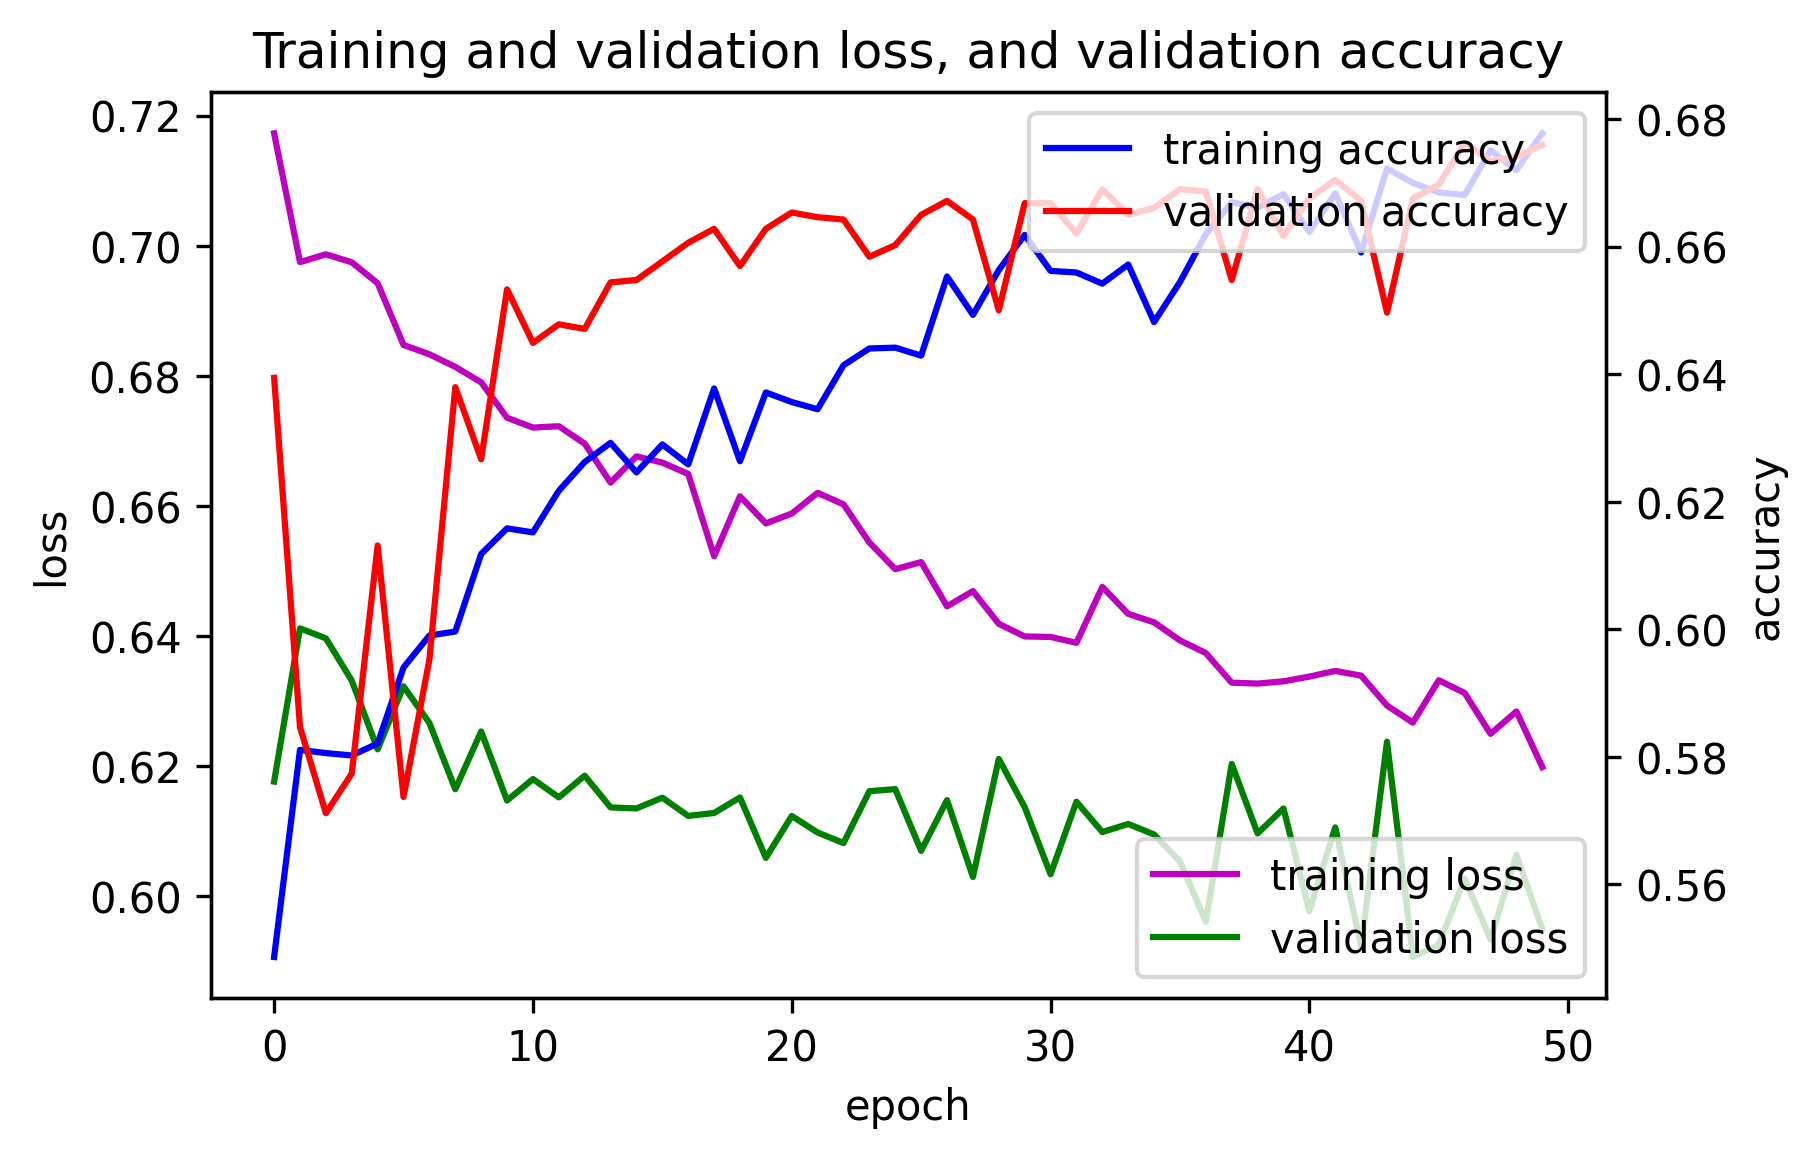 Training and validation loss, and validation accuracy
0.72
0.70
0.68
0.66
0.64
0.62
0.60
loss
training accuracy
validation accuracy
training loss
validation loss
0.68
0.66
0.64
0.62
0.60
0.58
0.56
accuracy
0 10 20 30 40 50
epoch